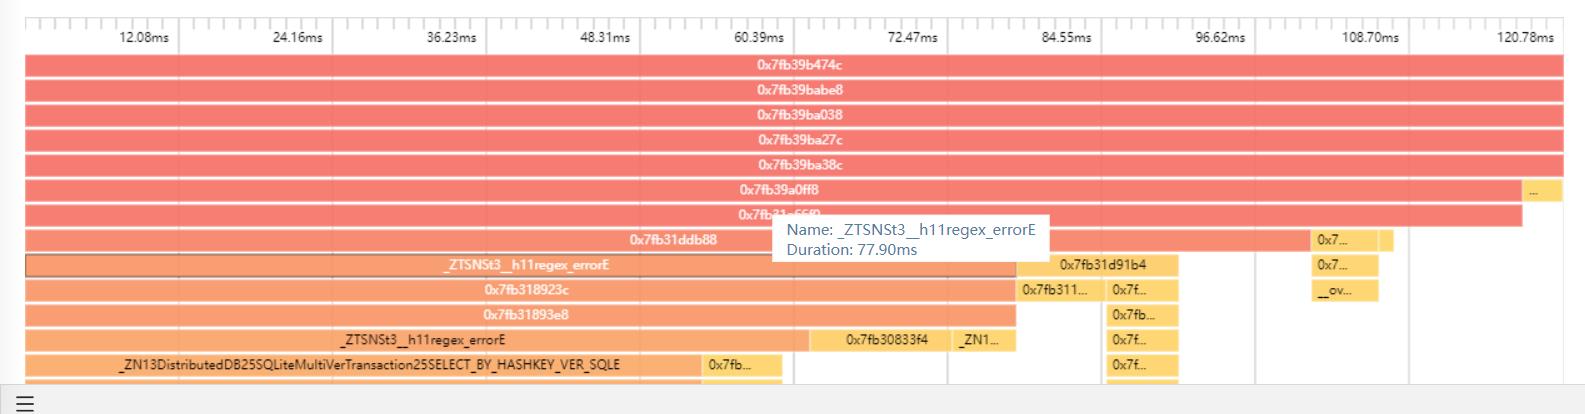 12.08ms 24.16ms 36.23ms 48.31ms 60.39ms 72.47ms 84.55ms 96.62ms 108.70ms 120.78ms
0x7fb39b474c
0x7fb39babe8
0x7fb39ba038
0x7fb39ba27c
0x7fb39ba38c
0x7fb39a0ff8 ...
0x7fb31ddb88 0x7...
Name: _ZTSNSt3__h11regex_errorE
Duration: 77.90ms
_ZTSNSt3__h11regex_errorE 0x7fb31d91b4 0x7...
0x7fb318923c 0x7fb311... 0x7f... __ov...
0x7fb31893e8 0x7fb...
_ZTSNSt3__h11regex_errorE 0x7fb30833f4 _ZN1... 0x7f...
_ZN13DistributedDB25SQLiteMultiVerTransaction25SELECT_BY_HASHKEY_VER_SQLE 0x7fb... 0x7f...